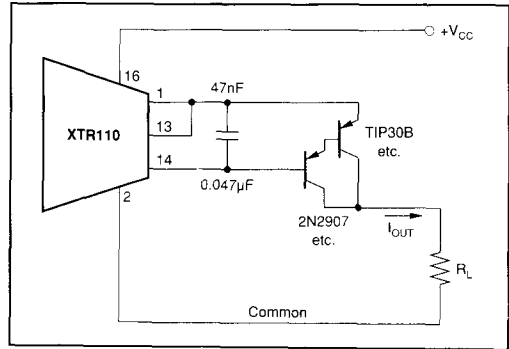 +V_CC
16
1
47nF
XTR110
13
TIP30B
etc.
14
2
0.047µF
2N2907
etc.
I_OUT
R_L
Common